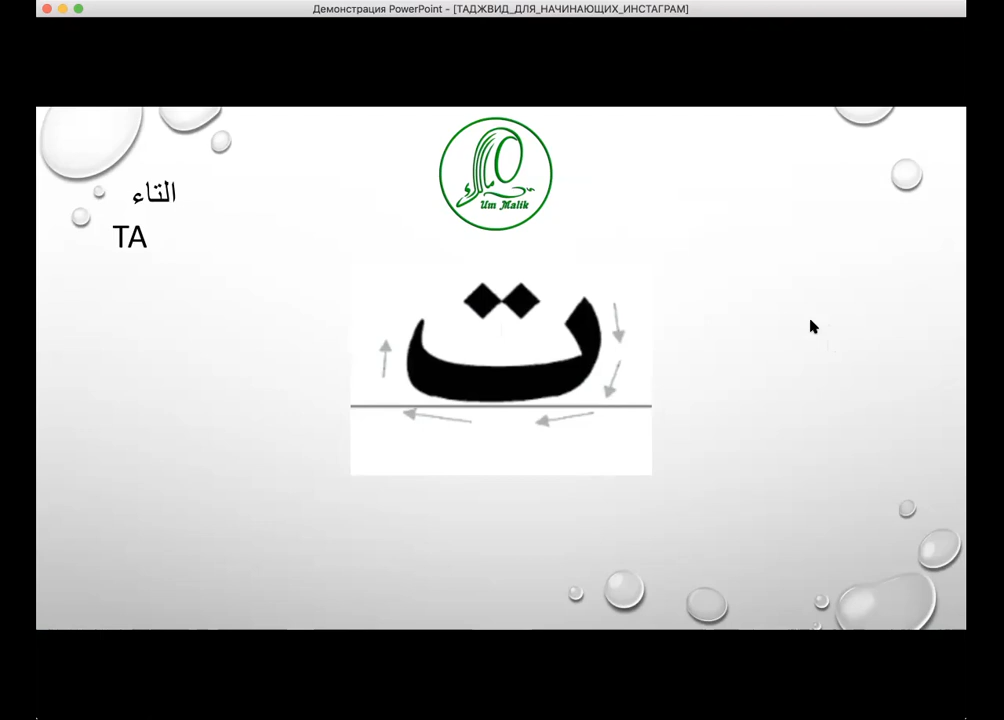 Демонстрация PowerPoint - [ТАДЖВИД_ДЛЯ_НАЧИНАЮЩИХ_ИНСТАГРАМ]
Um Malik
التاء
TA
ت